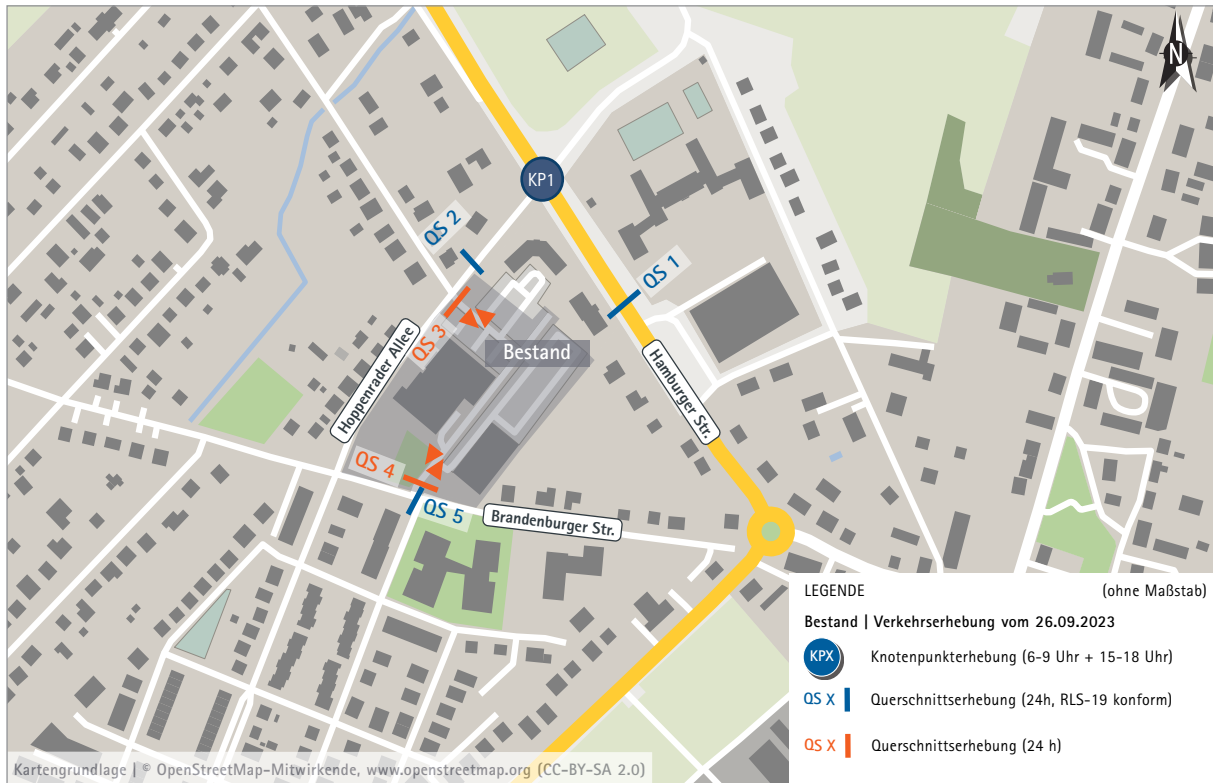 N
KP1
QS 2
QS 1
QS 3
Bestand
Hoppenrader Allee
Hamburger Str.
QS 4
QS 5
Brandenburger Str.
LEGENDE (ohne Maßstab)
Bestand | Verkehrserhebung vom 26.09.2023
KPX Knotenpunkterhebung (6-9 Uhr + 15-18 Uhr)
QS X Querschnittserhebung (24h, RLS-19 konform)
QS X Querschnittserhebung (24 h)
Kartengrundlage | © OpenStreetMap-Mitwirkende, www.openstreetmap.org (CC-BY-SA 2.0)